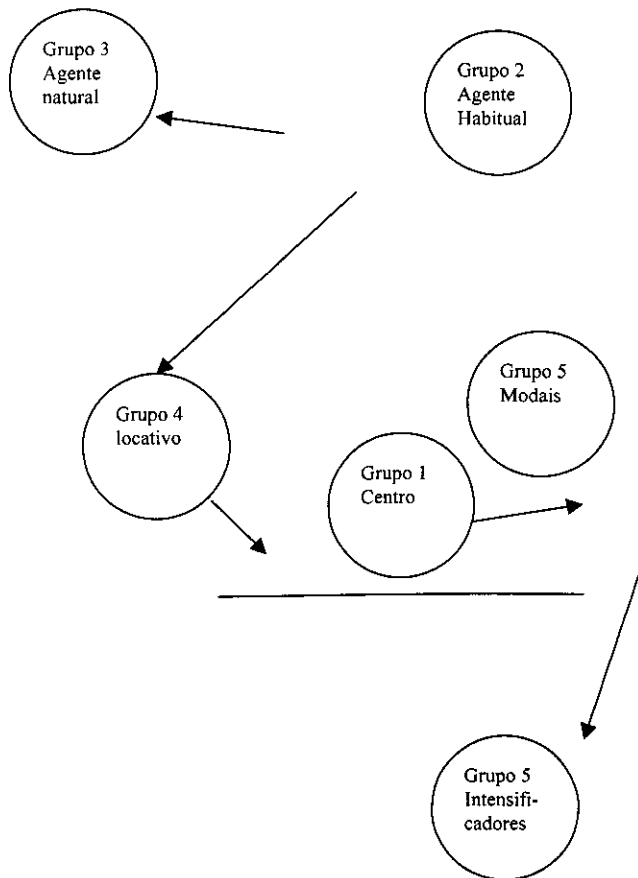 Grupo 3
Agente
natural
Grupo 2
Agente
Habitual
Grupo 5
Modais
Grupo 4
locativo
Grupo 1
Centro
Grupo 5
Intensifi-
cadores